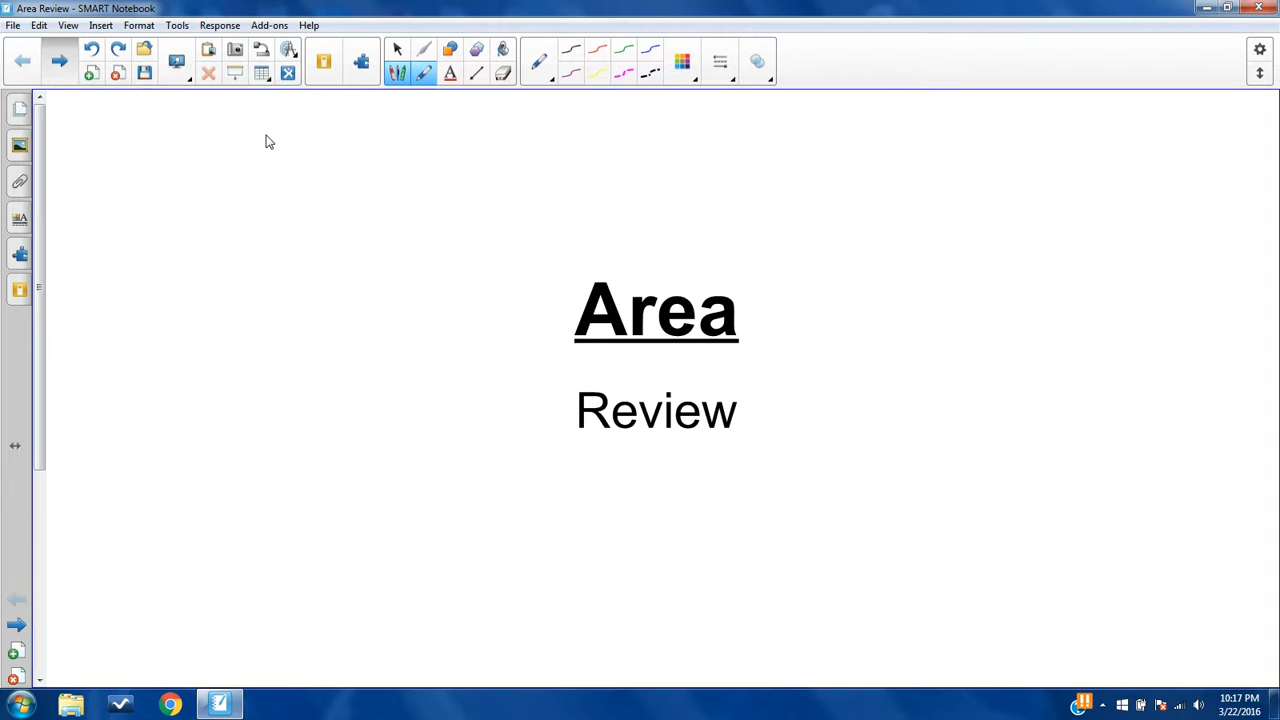 Area Review - SMART Notebook
File Edit View Insert Format Tools Response Add-ons Help
Area
Review
10:17 PM
3/22/2016